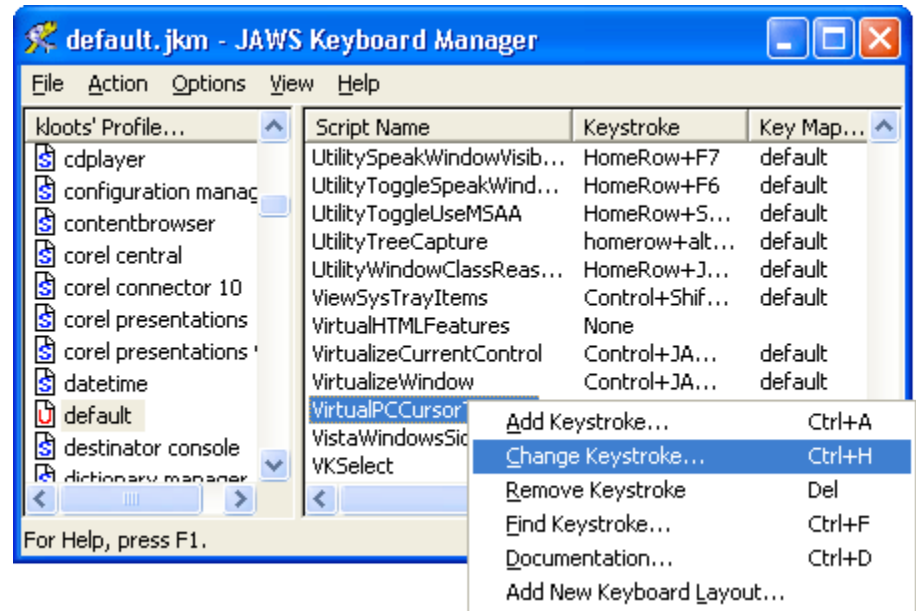 default.jkm - JAWS Keyboard Manager
File Action Options View Help
kloots' Profile...
cdplayer
configuration manag
contentbrowser
corel central
corel connector 10
corel presentations
corel presentations '
datetime
default
destinator console
dictionary manager
Script Name Keystroke Key Map...
UtilitySpeakWindowVisib... HomeRow+F7 default
UtilityToggleSpeakWind... HomeRow+F6 default
UtilityToggleUseMSAA HomeRow+S... default
UtilityTreeCapture homerow+alt... default
UtilityWindowClassReas... HomeRow+J... default
ViewSysTrayItems Control+Shif... default
VirtualHTMLFeatures None
VirtualizeCurrentControl Control+JA... default
VirtualizeWindow Control+JA... default
VirtualPCCursorT
VistaWindowsSid
VKSelect
Add Keystroke... Ctrl+A
Change Keystroke... Ctrl+H
Remove Keystroke Del
Find Keystroke... Ctrl+F
Documentation... Ctrl+D
Add New Keyboard Layout...
For Help, press F1.